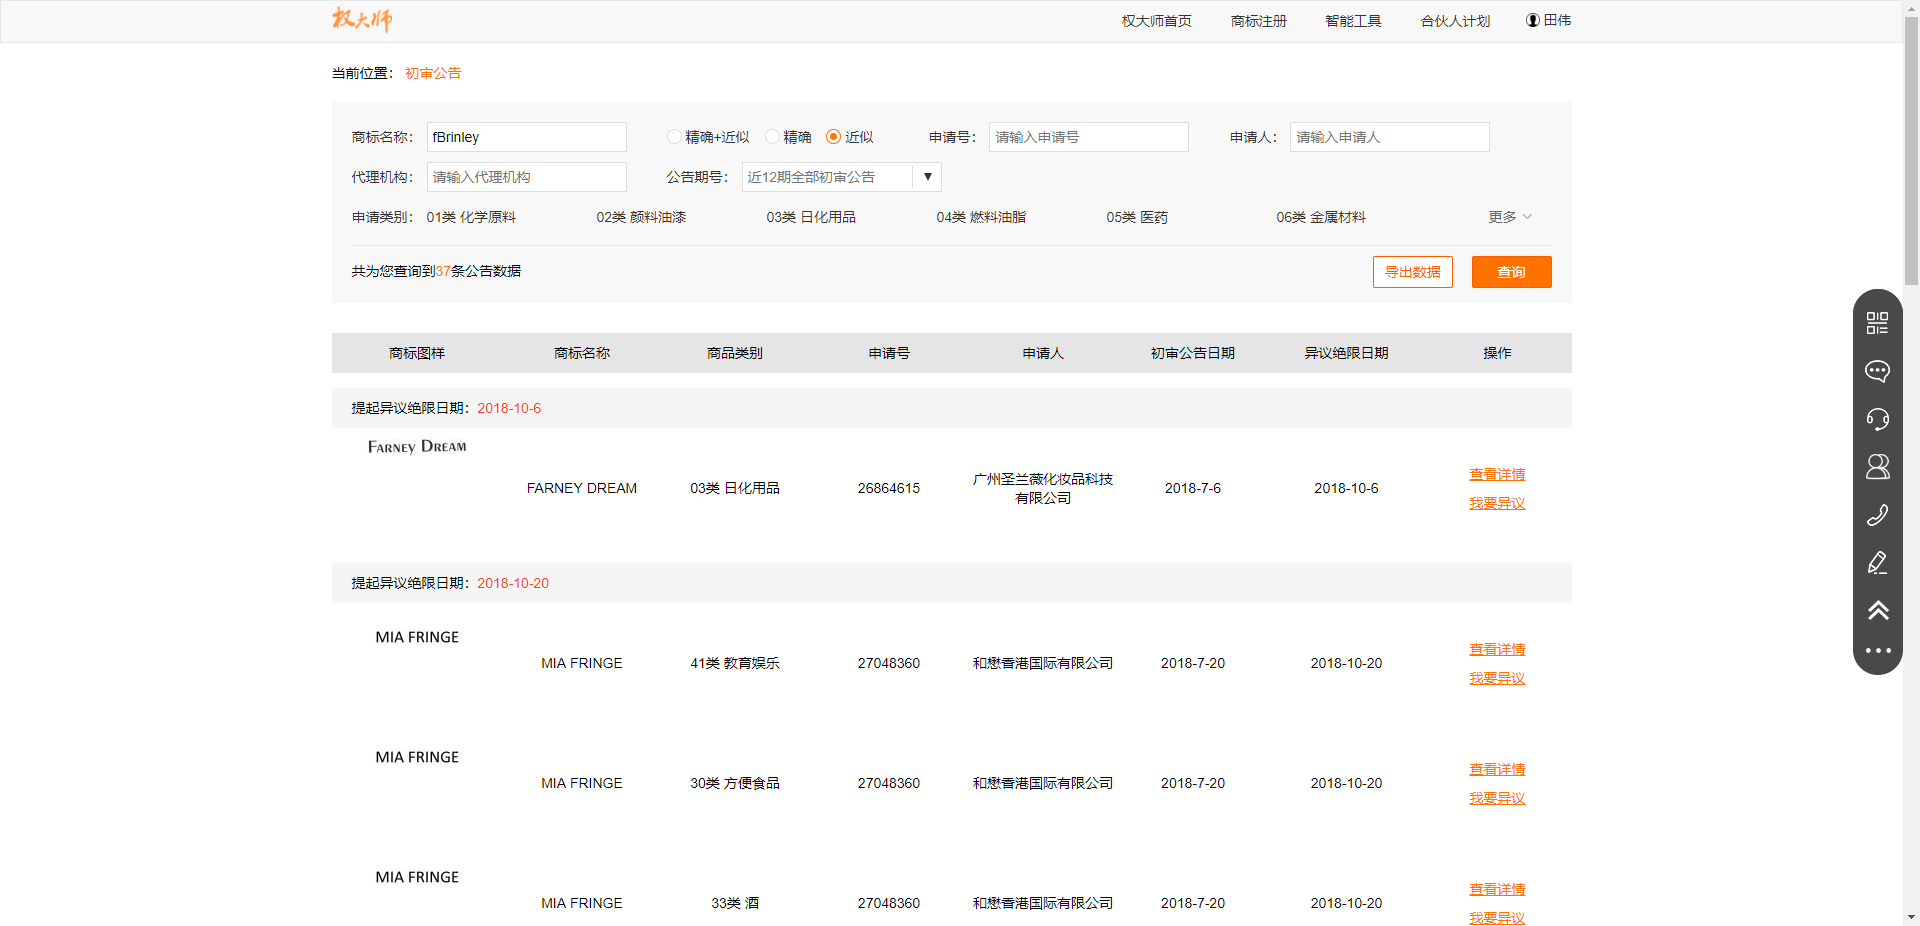 权大师 权大师首页 商标注册 智能工具 合伙人计划 田伟
当前位置： 初审公告
商标名称： fBrinley 精确+近似 精确 近似 申请号： 请输入申请号 申请人： 请输入申请人
代理机构： 请输入代理机构 公告期号： 近12期全部初审公告
申请类别： 01类 化学原料 02类 颜料油漆 03类 日化用品 04类 燃料油脂 05类 医药 06类 金属材料 更多
共为您查询到37条公告数据 导出数据 查询
商标图样 商标名称 商品类别 申请号 申请人 初审公告日期 异议绝限日期 操作
提起异议绝限日期：2018-10-6
FARNEY DREAM
FARNEY DREAM 03类 日化用品 26864615 广州圣兰薇化妆品科技有限公司 2018-7-6 2018-10-6 查看详情
我要异议
提起异议绝限日期：2018-10-20
MIA FRINGE
MIA FRINGE 41类 教育娱乐 27048360 和懋香港国际有限公司 2018-7-20 2018-10-20 查看详情
我要异议
MIA FRINGE
MIA FRINGE 30类 方便食品 27048360 和懋香港国际有限公司 2018-7-20 2018-10-20 查看详情
我要异议
MIA FRINGE
MIA FRINGE 33类 酒 27048360 和懋香港国际有限公司 2018-7-20 2018-10-20 查看详情
我要异议